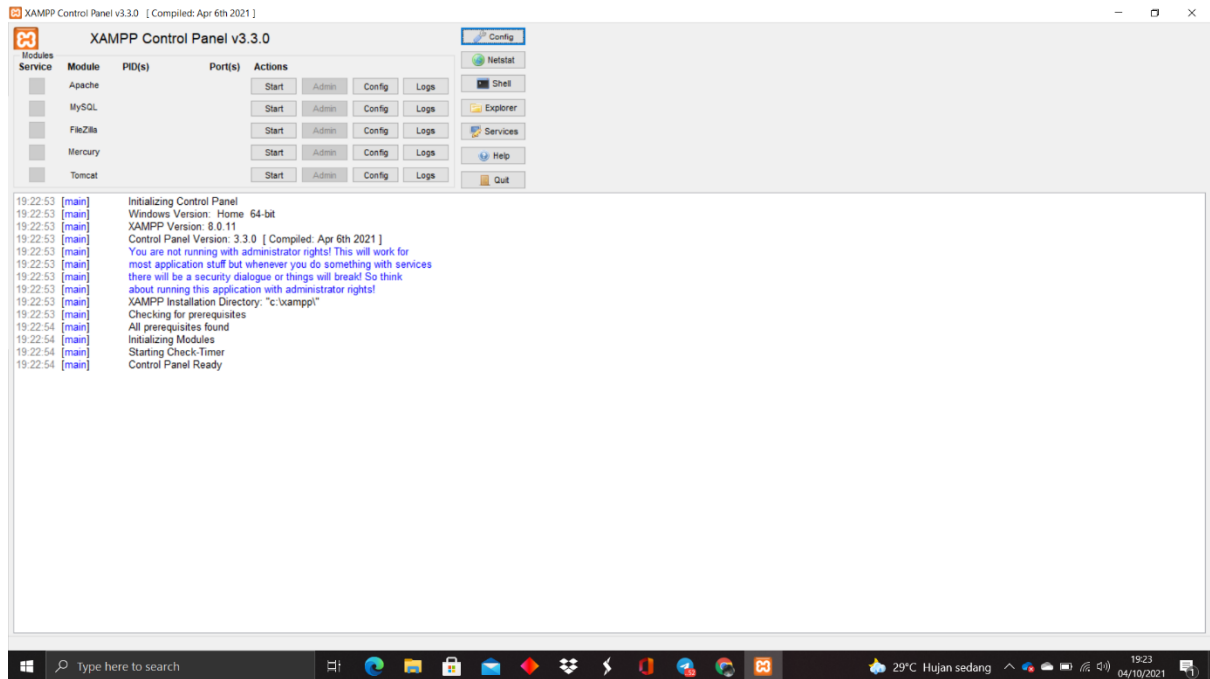 XAMPP Control Panel v3.3.0 [ Compiled: Apr 6th 2021 ]
XAMPP Control Panel v3.3.0
Config
Modules
Service Module PID(s) Port(s) Actions
Netstat
Apache Start Admin Config Logs
Shell
MySQL Start Admin Config Logs
Explorer
FileZilla Start Admin Config Logs
Services
Mercury Start Admin Config Logs
Help
Tomcat Start Admin Config Logs
Quit
19:22:53 [main] Initializing Control Panel
19:22:53 [main] Windows Version: Home 64-bit
19:22:53 [main] XAMPP Version: 8.0.11
19:22:53 [main] Control Panel Version: 3.3.0 [ Compiled: Apr 6th 2021 ]
19:22:53 [main] You are not running with administrator rights! This will work for
19:22:53 [main] most application stuff but whenever you do something with services
19:22:53 [main] there will be a security dialogue or things will break! So think
19:22:53 [main] about running this application with administrator rights!
19:22:53 [main] XAMPP Installation Directory: "c:\xampp\"
19:22:53 [main] Checking for prerequisites
19:22:54 [main] All prerequisites found
19:22:54 [main] Initializing Modules
19:22:54 [main] Starting Check-Timer
19:22:54 [main] Control Panel Ready
Type here to search
29°C Hujan sedang
19:23
04/10/2021